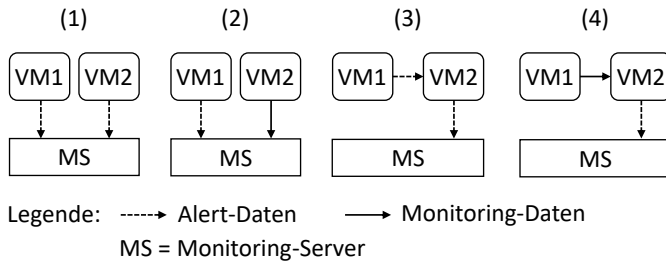 (1) (2) (3) (4)
VM1 VM2 VM1 VM2 VM1 VM2 VM1 VM2
MS MS MS MS
Legende: Alert-Daten Monitoring-Daten
MS = Monitoring-Server